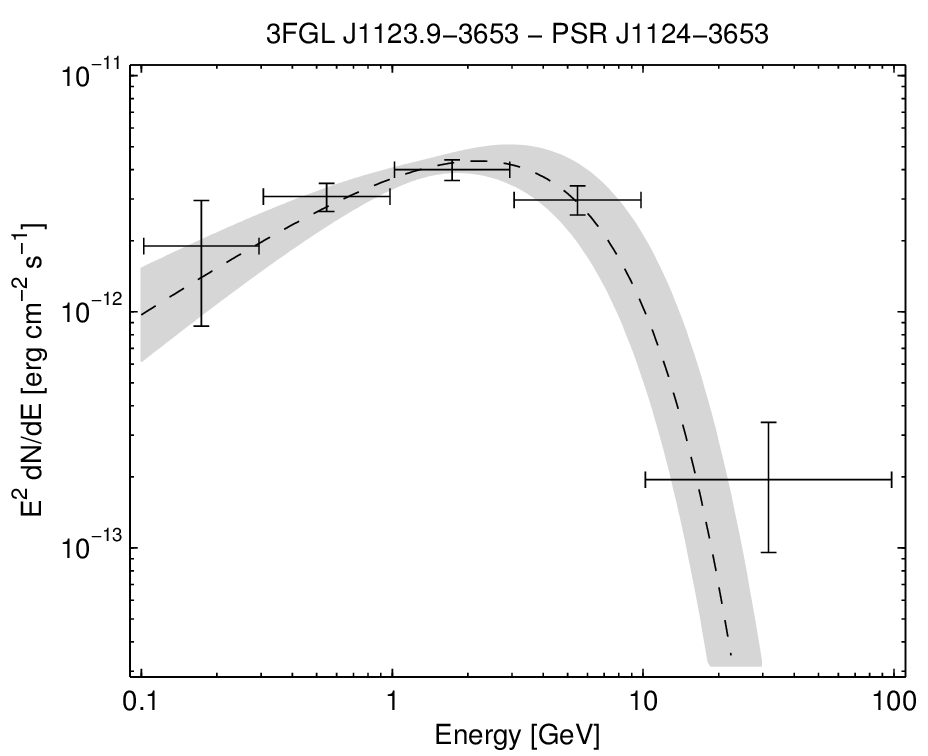 3FGL J1123.9−3653 − PSR J1124−3653
10⁻¹¹
10⁻¹²
10⁻¹³
E² dN/dE [erg cm⁻² s⁻¹]
0.1 1 10 100
Energy [GeV]